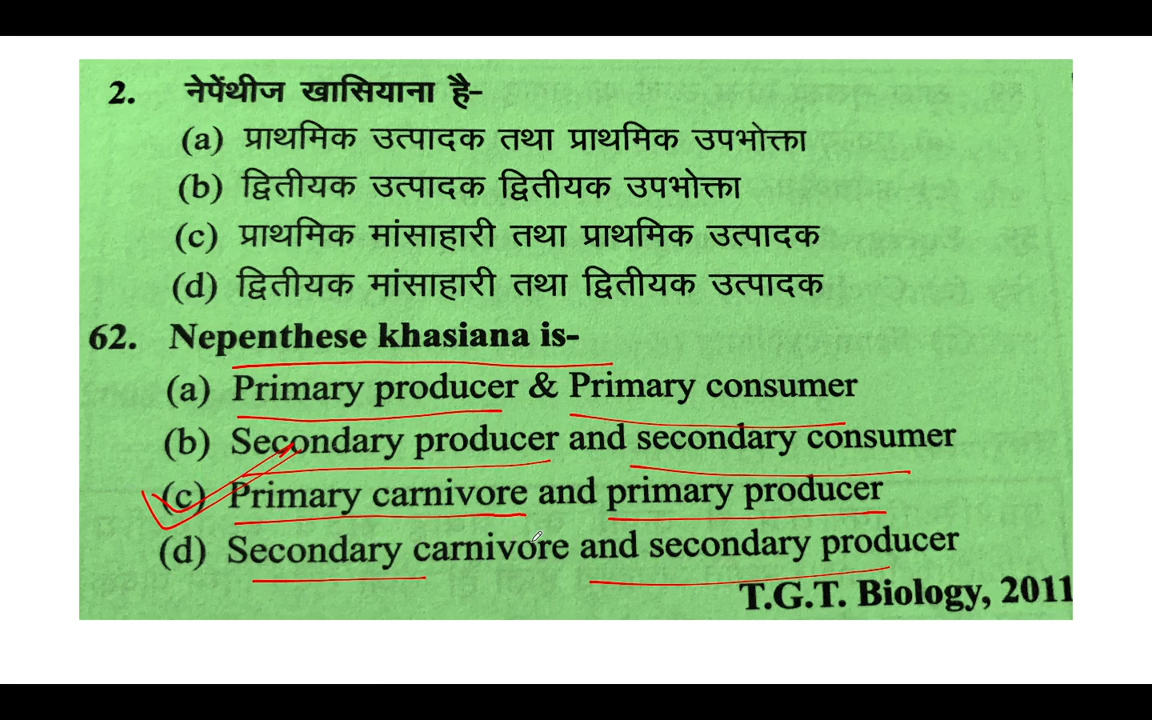 2. नेपेंथीज खासियाना है-
(a) प्राथमिक उत्पादक तथा प्राथमिक उपभोक्ता
(b) द्वितीयक उत्पादक द्वितीयक उपभोक्ता
(c) प्राथमिक मांसाहारी तथा प्राथमिक उत्पादक
(d) द्वितीयक मांसाहारी तथा द्वितीयक उत्पादक
62. Nepenthese khasiana is-
(a) Primary producer & Primary consumer
(b) Secondary producer and secondary consumer
(c) Primary carnivore and primary producer
(d) Secondary carnivore and secondary producer
T.G.T. Biology, 2011